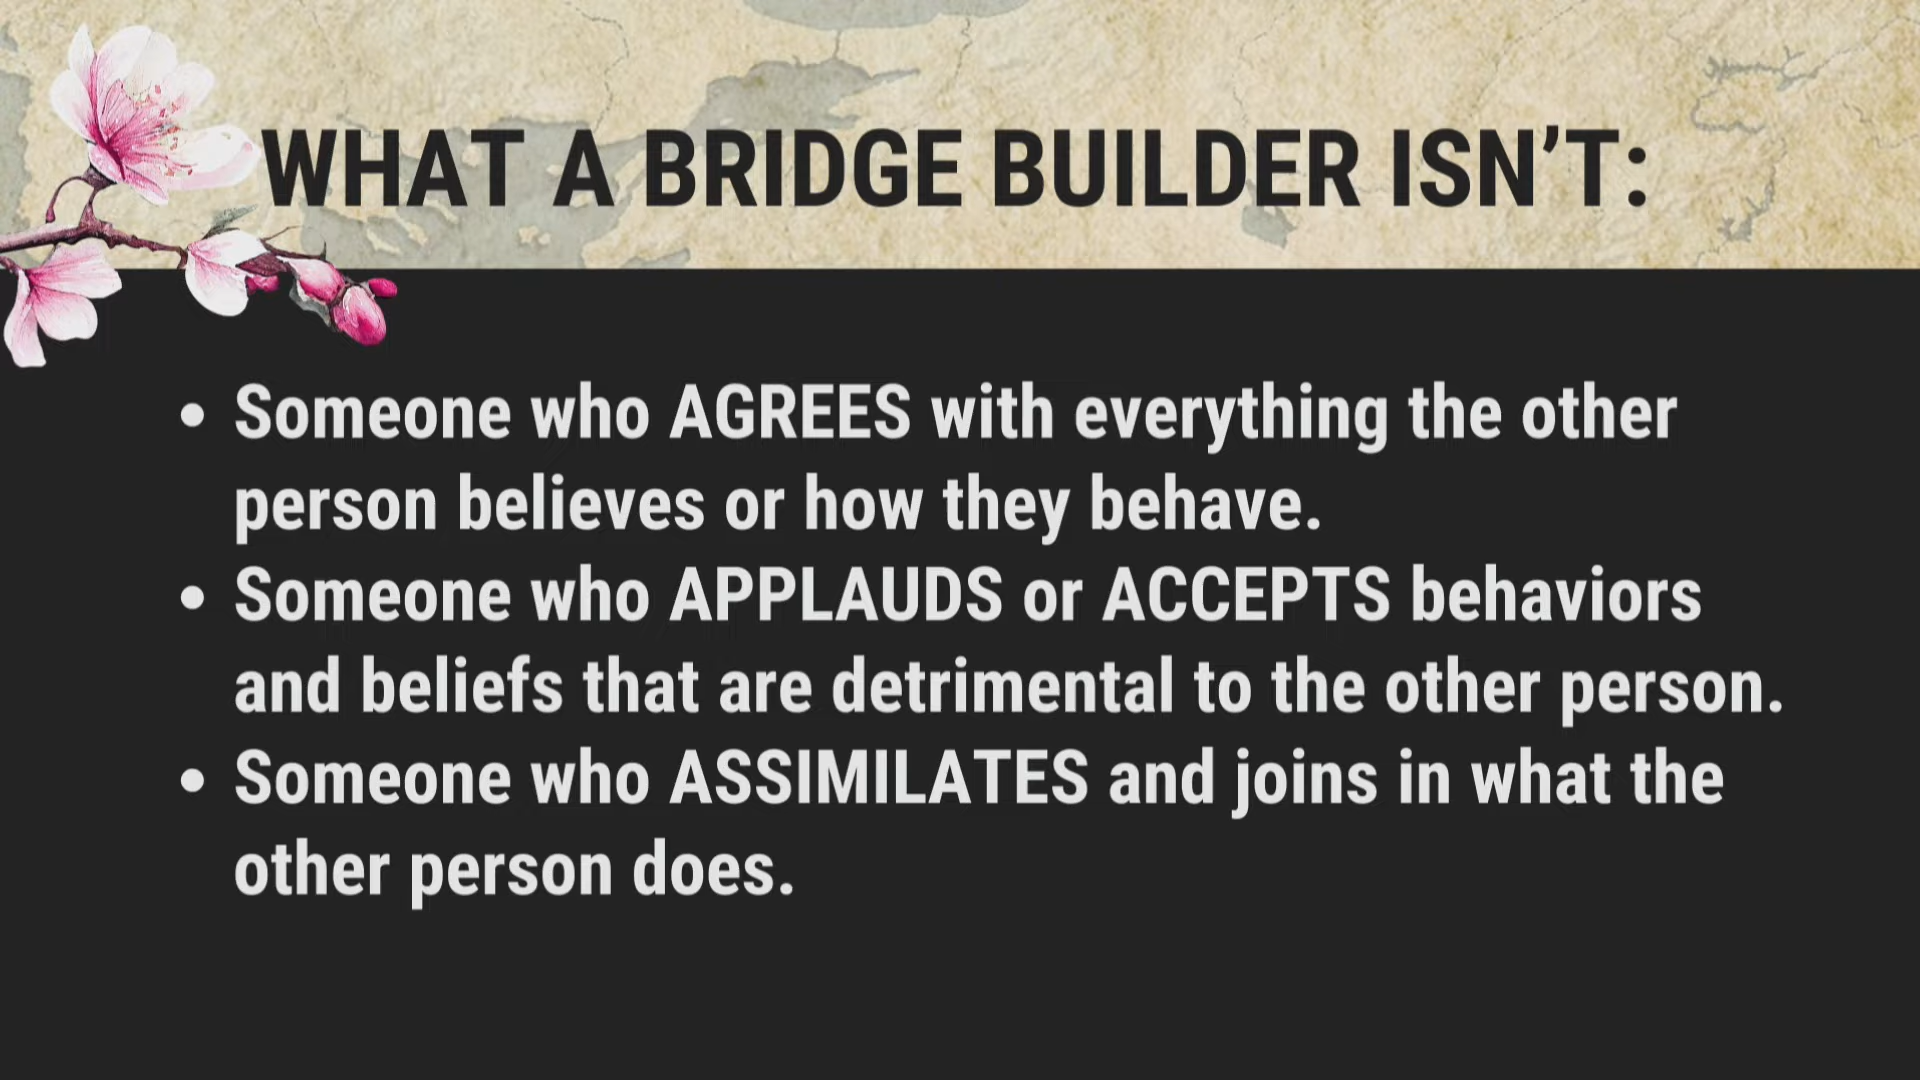 WHAT A BRIDGE BUILDER ISN’T:
• Someone who AGREES with everything the other
person believes or how they behave.
• Someone who APPLAUDS or ACCEPTS behaviors
and beliefs that are detrimental to the other person.
• Someone who ASSIMILATES and joins in what the
other person does.